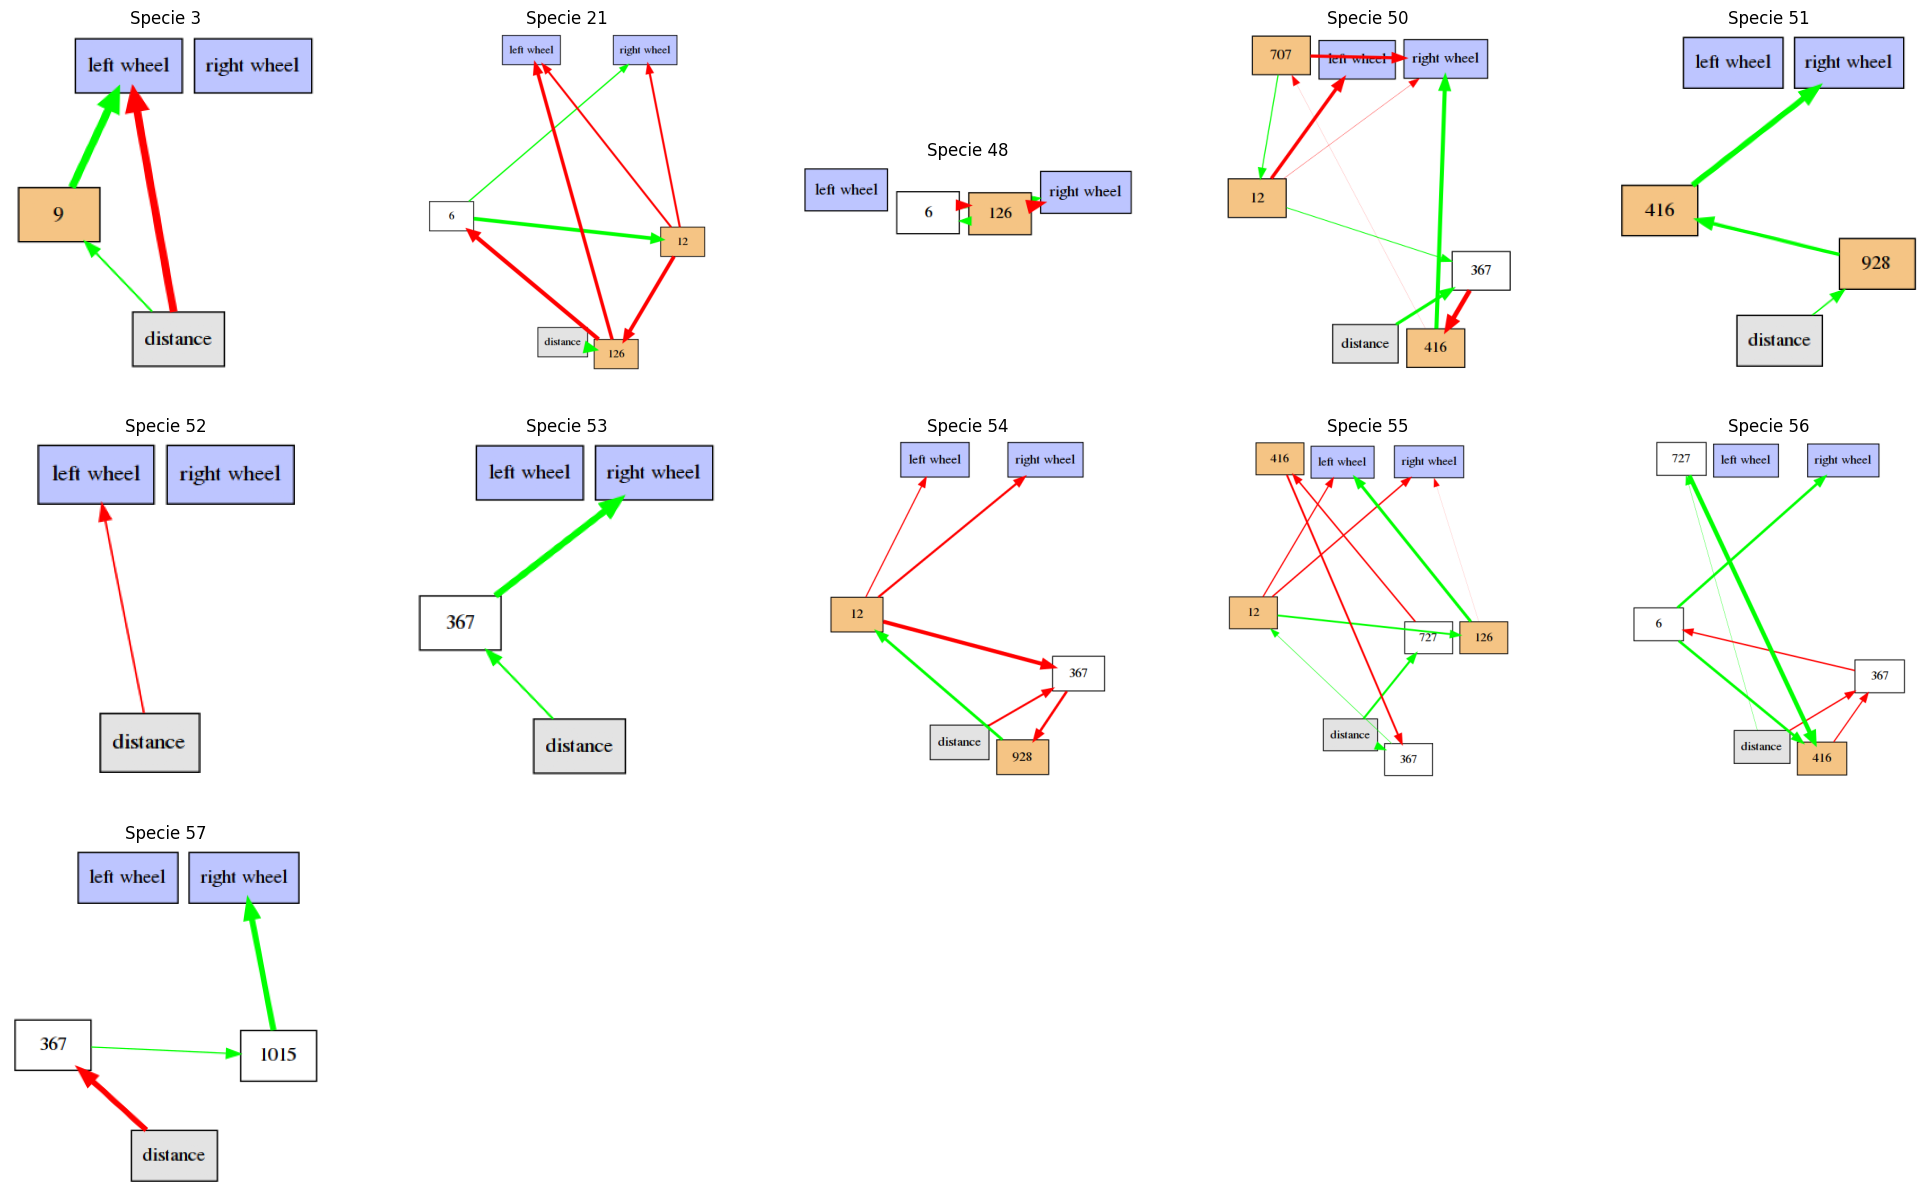 Specie 3
left wheel
right wheel
9
distance
Specie 21
left wheel
right wheel
6
12
distance
126
Specie 48
left wheel
6
126
right wheel
Specie 50
707
left wheel
right wheel
12
367
distance
416
Specie 51
left wheel
right wheel
416
928
distance
Specie 52
left wheel
right wheel
distance
Specie 53
left wheel
right wheel
367
distance
Specie 54
left wheel
right wheel
12
367
distance
928
Specie 55
416
left wheel
right wheel
12
727
126
distance
367
Specie 56
727
left wheel
right wheel
6
367
distance
416
Specie 57
left wheel
right wheel
367
1015
distance